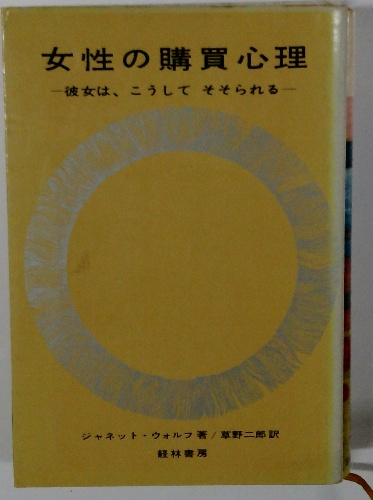 女性の購買心理
—彼女は、こうして そそられる—
ジャネット・ウォルフ著/草野二郎訳
経林書房